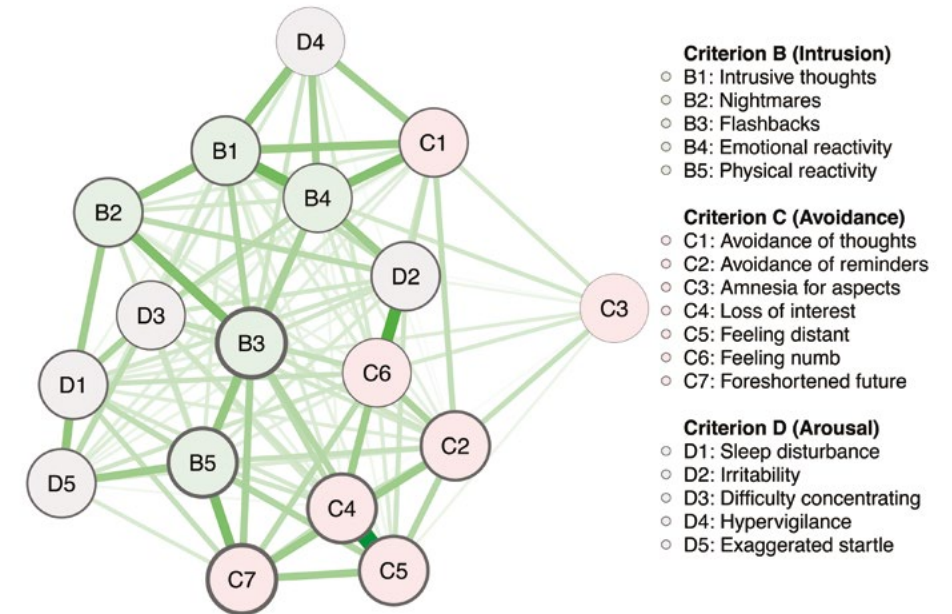 D4
C1
B1
B4
B2
D2
D3
C3
B3
C6
D1
C2
B5
D5
C4
C5
C7
Criterion B (Intrusion)
B1: Intrusive thoughts
B2: Nightmares
B3: Flashbacks
B4: Emotional reactivity
B5: Physical reactivity
Criterion C (Avoidance)
C1: Avoidance of thoughts
C2: Avoidance of reminders
C3: Amnesia for aspects
C4: Loss of interest
C5: Feeling distant
C6: Feeling numb
C7: Foreshortened future
Criterion D (Arousal)
D1: Sleep disturbance
D2: Irritability
D3: Difficulty concentrating
D4: Hypervigilance
D5: Exaggerated startle